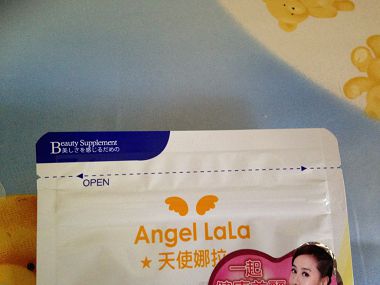 Beauty Supplement
美しさを感じるための
OPEN
Angel LaLa
★天使娜拉
一起